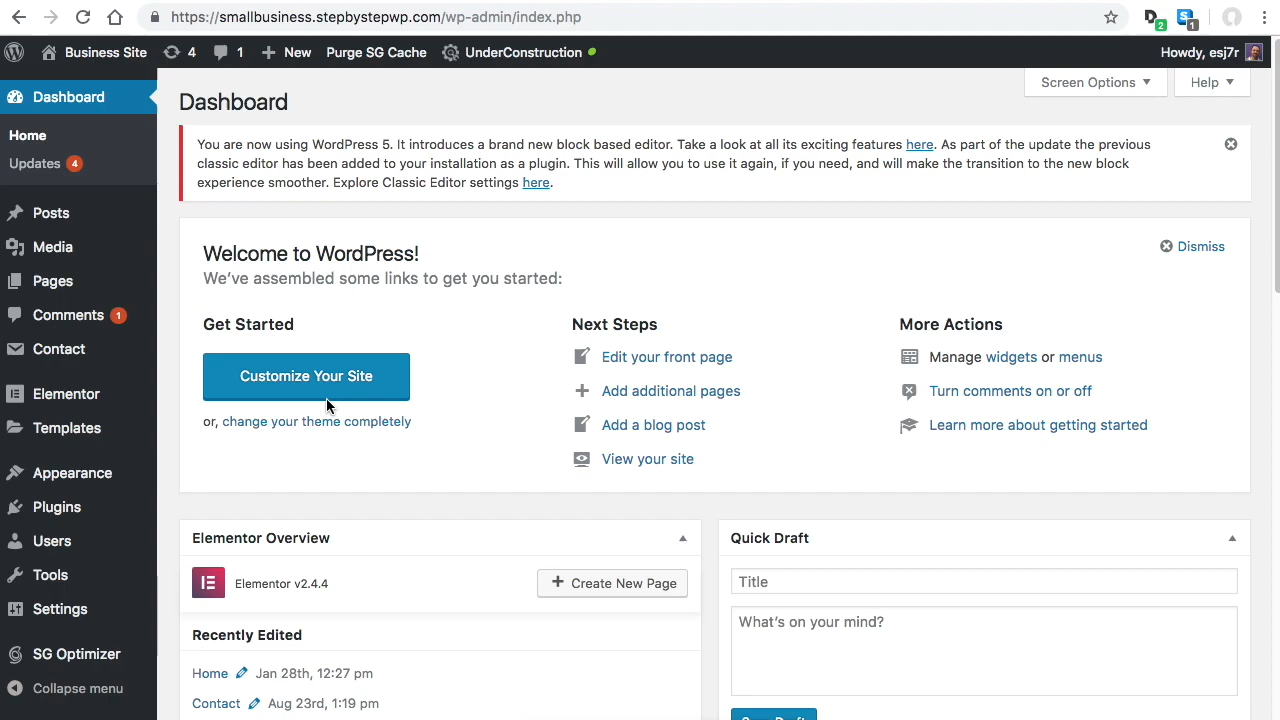 https://smallbusiness.stepbystepwp.com/wp-admin/index.php
2
1
Business Site
4
1
New
Purge SG Cache
UnderConstruction
Howdy, esj7r
Dashboard
Home
Updates 4
Posts
Media
Pages
Comments 1
Contact
Elementor
Templates
Appearance
Plugins
Users
Tools
Settings
SG Optimizer
Collapse menu
Screen Options
Help
Dashboard
You are now using WordPress 5. It introduces a brand new block based editor. Take a look at all its exciting features here. As part of the update the previous
classic editor has been added to your installation as a plugin. This will allow you to use it again, if you need, and will make the transition to the new block
experience smoother. Explore Classic Editor settings here.
Welcome to WordPress!
We've assembled some links to get you started:
Dismiss
Get Started
Customize Your Site
or, change your theme completely
Next Steps
Edit your front page
Add additional pages
Add a blog post
View your site
More Actions
Manage widgets or menus
Turn comments on or off
Learn more about getting started
Elementor Overview
Elementor v2.4.4
Create New Page
Recently Edited
Home Jan 28th, 12:27 pm
Contact Aug 23rd, 1:19 pm
Quick Draft
Title
What's on your mind?
Save Draft